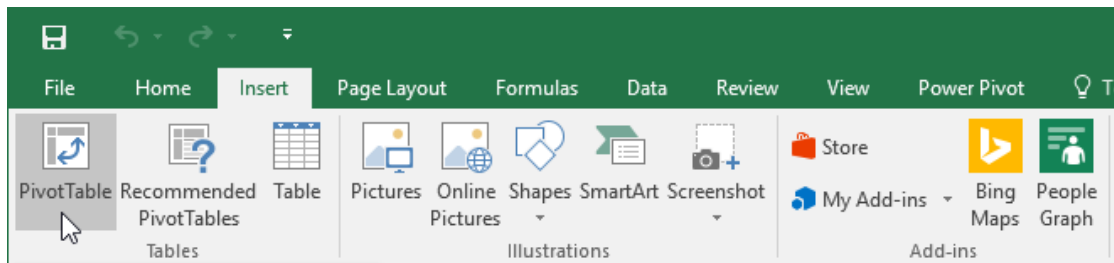 File Home Insert Page Layout Formulas Data Review View Power Pivot
PivotTable Recommended PivotTables Table
Pictures Online Pictures Shapes SmartArt Screenshot
Store
My Add-ins
Bing Maps People Graph
Tables Illustrations Add-ins